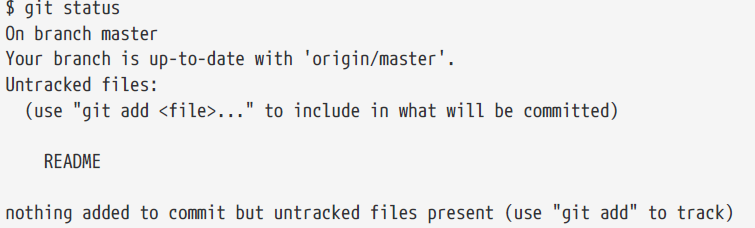 $ git status
On branch master
Your branch is up-to-date with 'origin/master'.
Untracked files:
  (use "git add <file>..." to include in what will be committed)

    README

nothing added to commit but untracked files present (use "git add" to track)